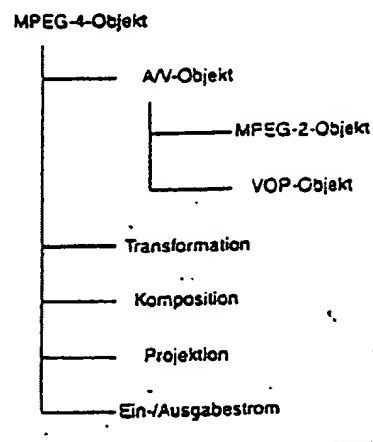 MPEG-4-Objekt
A/V-Objekt
MPEG-2-Objekt
VOP-Objekt
Transformation
Komposition
Projektion
Ein-/Ausgabestrom